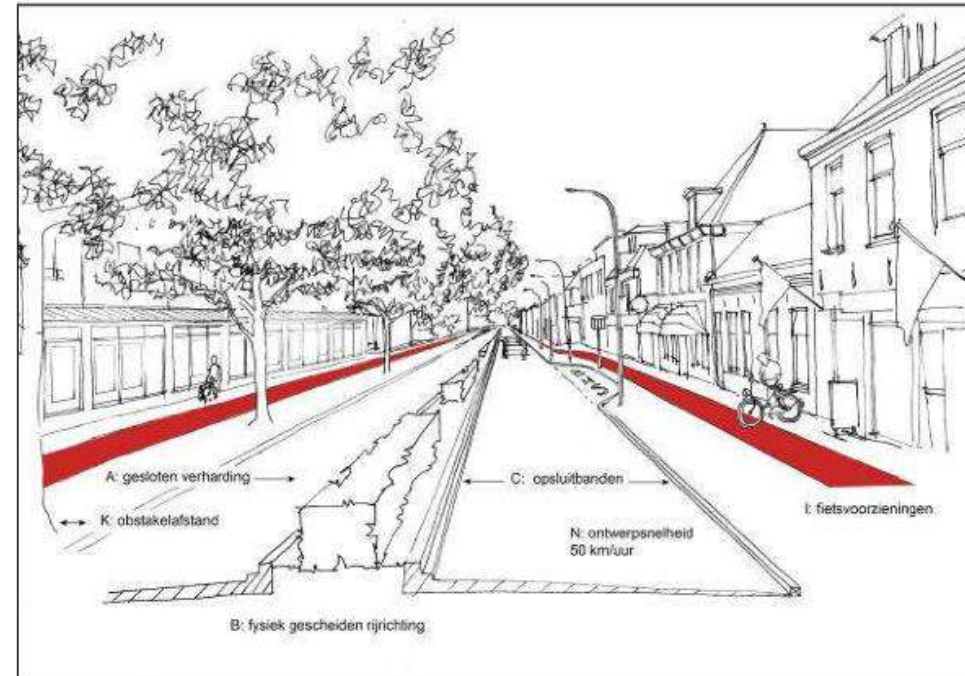 A: gesloten verharding
C: opsluitbanden
K: obstakelafstand
I: fietsvoorzieningen
N: ontwerpsnelheid
50 km/uur
B: fysiek gescheiden rijrichting